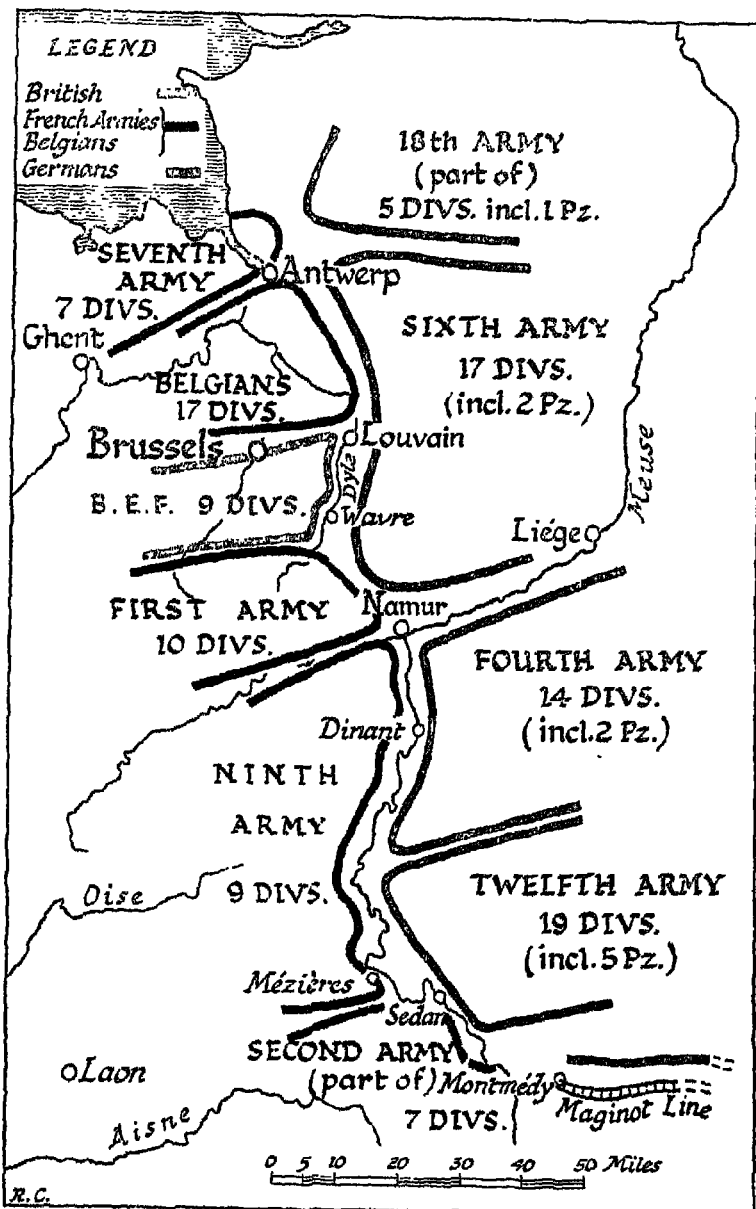 LEGEND
British
French Armies
Belgians
Germans
18th ARMY
(part of)
5 DIVS. incl. 1 Pz.
SEVENTH
ARMY
7 DIVS.
Antwerp
Ghent
SIXTH ARMY
17 DIVS.
(incl. 2 Pz.)
BELGIANS
17 DIVS.
Brussels
Louvain
Dyle
B.E.F. 9 DIVS.
Wavre
Liége
Meuse
FIRST ARMY
10 DIVS.
Namur
FOURTH ARMY
14 DIVS.
(incl. 2 Pz.)
Dinant
NINTH
ARMY
9 DIVS.
Oise
TWELFTH ARMY
19 DIVS.
(incl. 5 Pz.)
Mézières
Sedan
SECOND ARMY
(part of)
7 DIVS.
Montmédy
Maginot Line
Laon
Aisne
0 5 10 20 30 40 50 Miles
R.C.